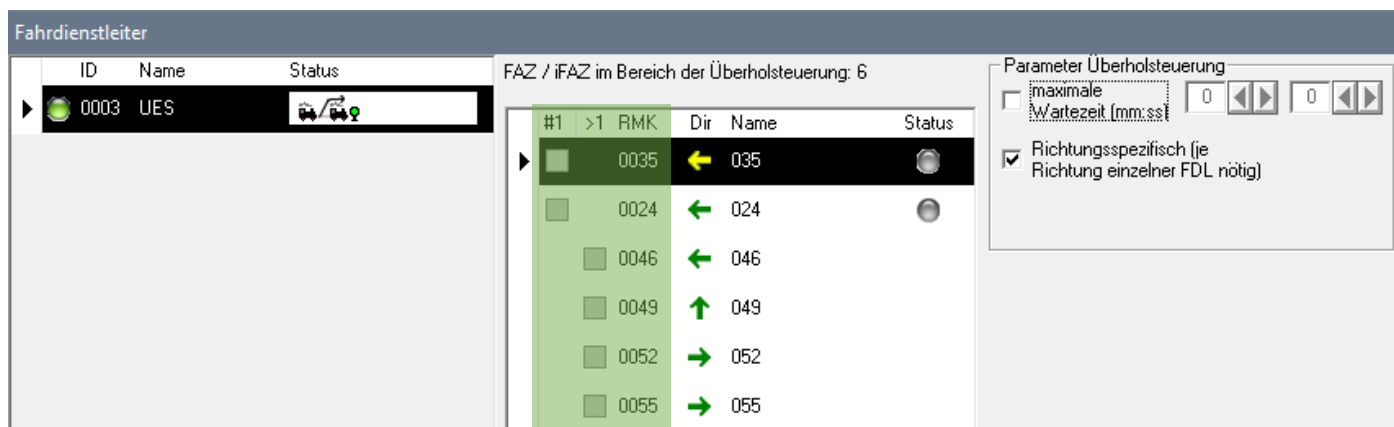 Fahrdienstleiter
ID Name Status
0003 UES
FAZ / iFAZ im Bereich der Überholsteuerung: 6
#1 >1 RMK Dir Name Status
0035 035
0024 024
0046 046
0049 049
0052 052
0055 055
Parameter Überholsteuerung
maximale
Wartezeit (mm:ss) 0 0
Richtungsspezifisch (je
Richtung einzelner FDL nötig)